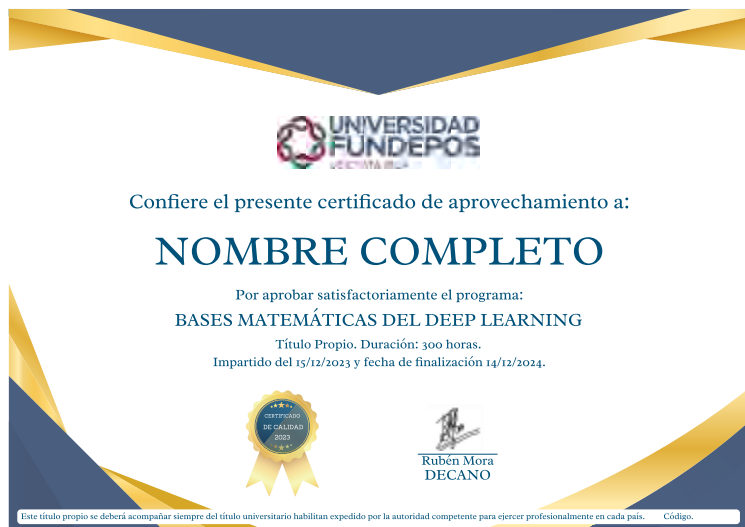 UNIVERSIDAD
FUNDEPOS
Confiere el presente certificado de aprovechamiento a:
NOMBRE COMPLETO
Por aprobar satisfactoriamente el programa:
BASES MATEMÁTICAS DEL DEEP LEARNING
Título Propio. Duración: 300 horas.
Impartido del 15/12/2023 y fecha de finalización 14/12/2024.
CERTIFICADO
DE CALIDAD
2023
Rubén Mora
DECANO
Este título propio se deberá acompañar siempre del título universitario habilitan expedido por la autoridad competente para ejercer profesionalmente en cada país. Código.